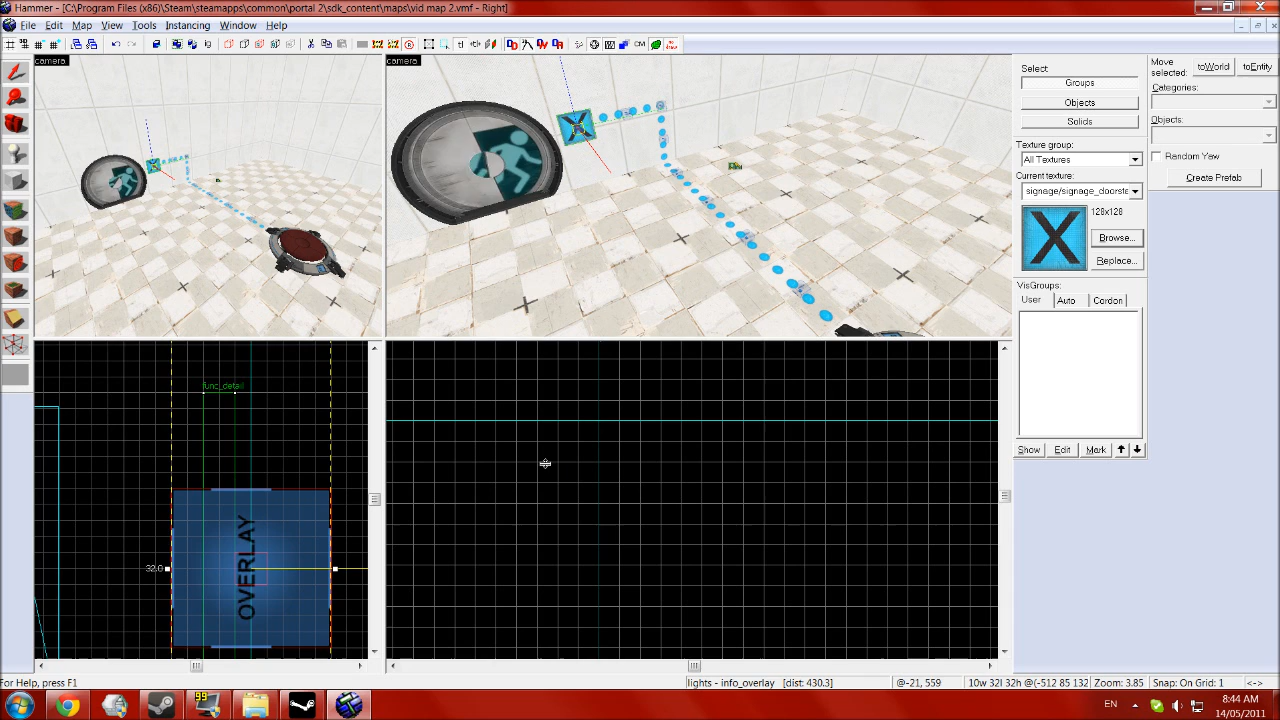 Hammer - [C:\Program Files (x86)\Steam\steamapps\common\portal 2\sdk_content\maps\vid map 2.vmf - Right]
File Edit Map View Tools Instancing Window Help
camera
camera
Select
Groups
Objects
Solids
Texture group:
All Textures
Current texture:
signage/signage_doorste
128x128
Browse...
Replace...
VisGroups:
User Auto Cordon
Show Edit Mark
Move selected:
toWorld toEntity
Categories:
Objects:
Random Yaw
Create Prefab
func_detail
32.0
OVERLAY
For Help, press F1
lights - info_overlay [dist: 430.3]
@-21, 559
10w 32l 32h @(-512 85 132
Zoom: 3.85
Snap: On Grid: 1
<->
99
EN
8:44 AM
14/05/2011